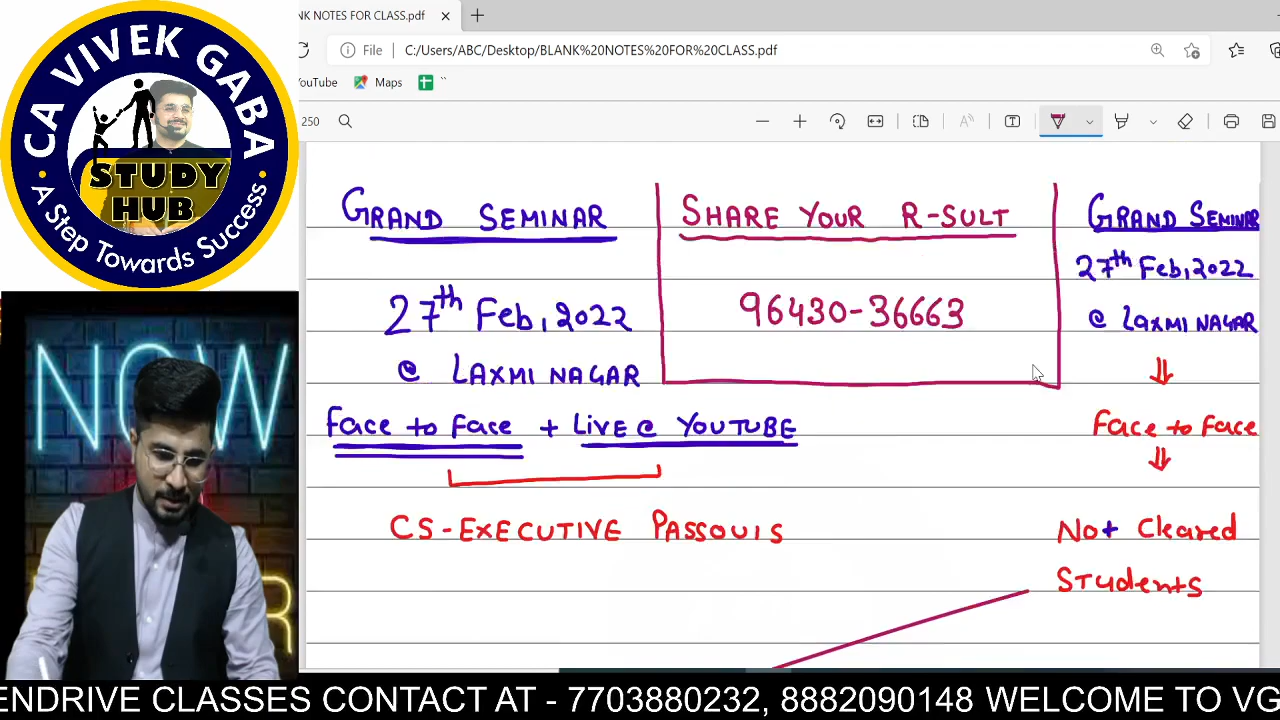 NK NOTES FOR CLASS.pdf
File C:/Users/ABC/Desktop/BLANK%20NOTES%20FOR%20CLASS.pdf
ouTube Maps ``
250
CA VIVEK GABA
STUDY
HUB
A Step Towards Success
GRAND SEMINAR
27th Feb, 2022
@ LAXMI NAGAR
SHARE YOUR R-SULT
96430-36663
GRAND SEMINAR
27th Feb, 2022
@ LAXMI NAGAR
Face to Face + LIVE @ YOUTUBE
Face to Face
CS-EXECUTIVE PASSOUTS
Not Cleared
Students
NOW
ENDRIVE CLASSES CONTACT AT - 7703880232, 8882090148 WELCOME TO VG